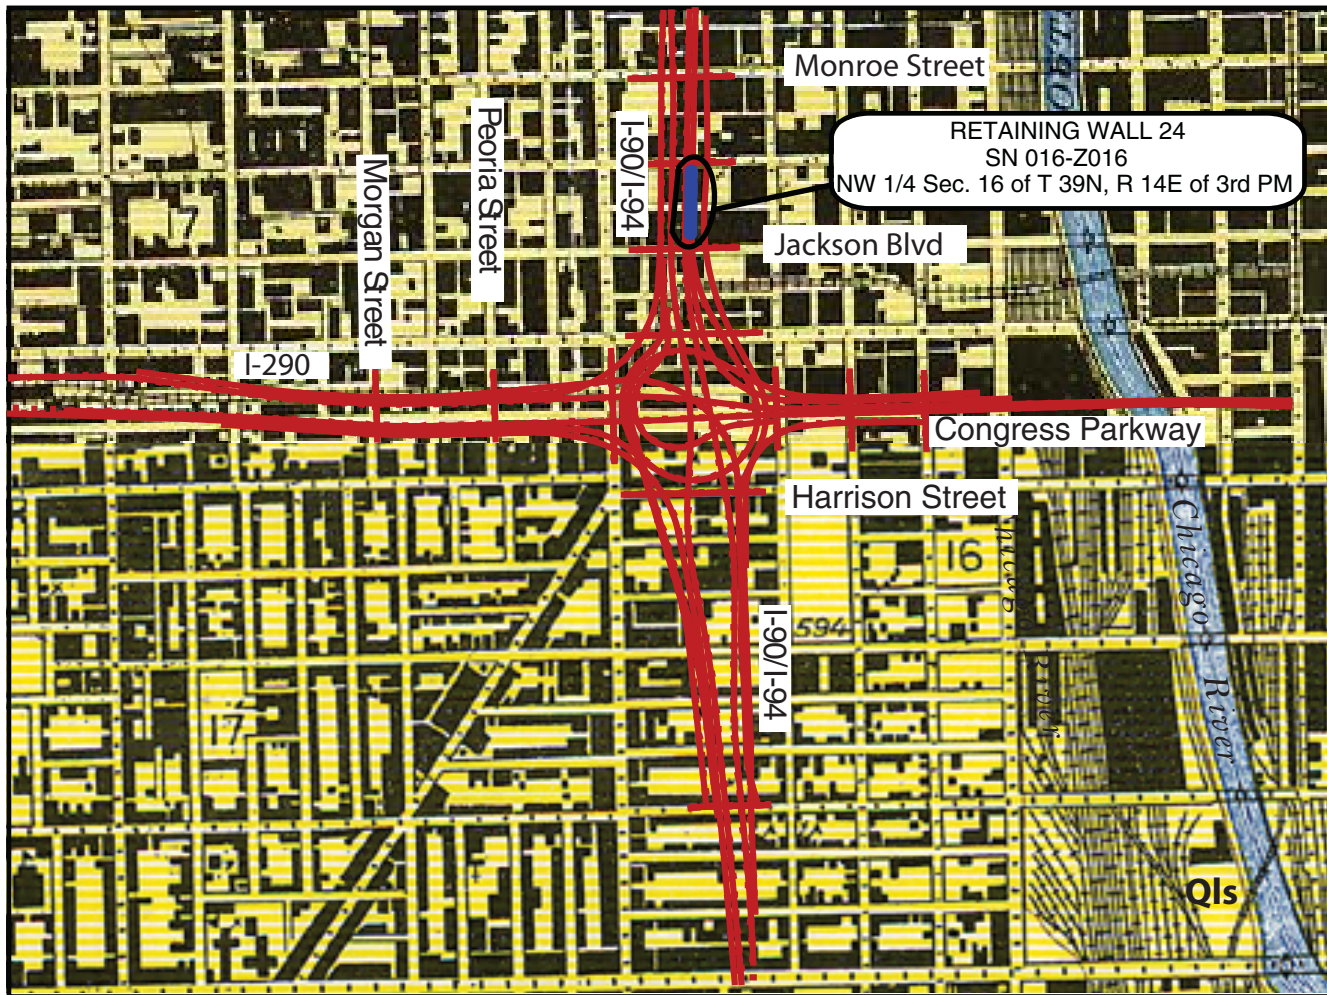 Monroe Street
RETAINING WALL 24
SN 016-Z016
NW 1/4 Sec. 16 of T 39N, R 14E of 3rd PM
Peoria Street
I-90/I-94
Morgan Street
17
Jackson Blvd
I-290
Congress Parkway
Harrison Street
16
594
I-90/I-94
Chicago
River
River
17
Qls